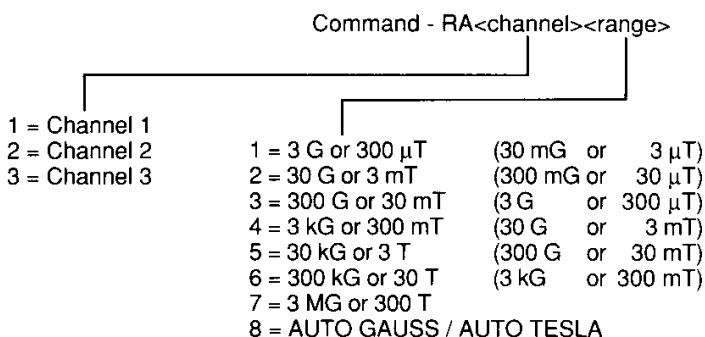 Command - RA<channel><range>
1 = Channel 1
2 = Channel 2
3 = Channel 3
1 = 3 G or 300 µT (30 mG or 3 µT)
2 = 30 G or 3 mT (300 mG or 30 µT)
3 = 300 G or 30 mT (3 G or 300 µT)
4 = 3 kG or 300 mT (30 G or 3 mT)
5 = 30 kG or 3 T (300 G or 30 mT)
6 = 300 kG or 30 T (3 kG or 300 mT)
7 = 3 MG or 300 T
8 = AUTO GAUSS / AUTO TESLA